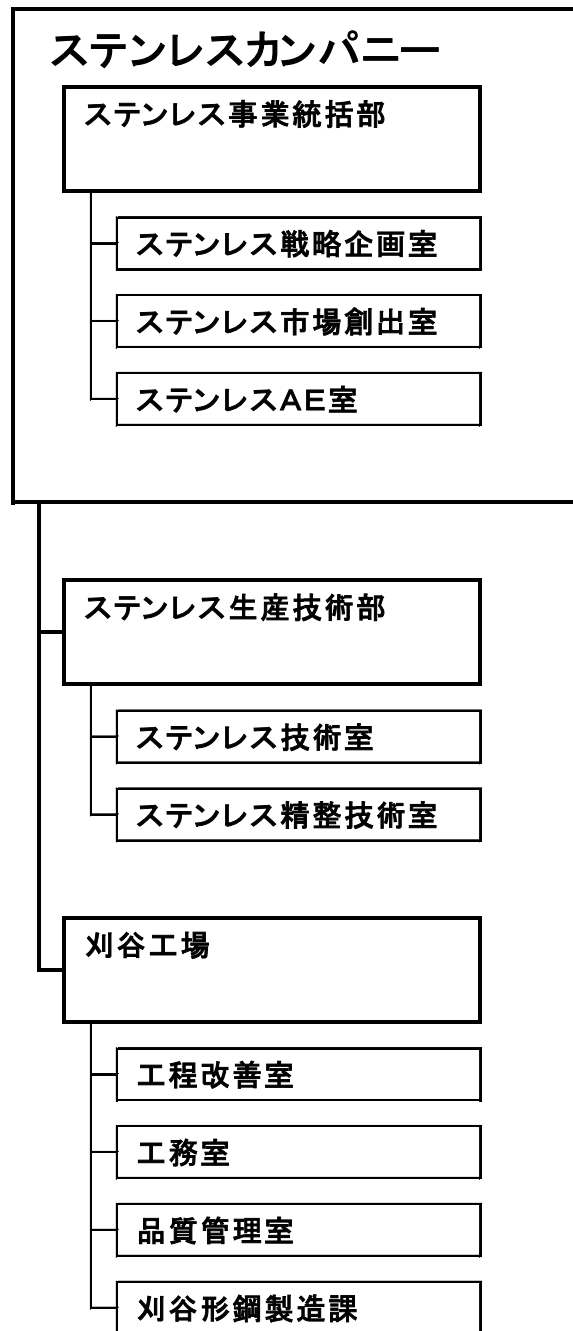 ステンレスカンパニー
ステンレス事業統括部
ステンレス戦略企画室
ステンレス市場創出室
ステンレスAE室
ステンレス生産技術部
ステンレス技術室
ステンレス精整技術室
刈谷工場
工程改善室
工務室
品質管理室
刈谷形鋼製造課